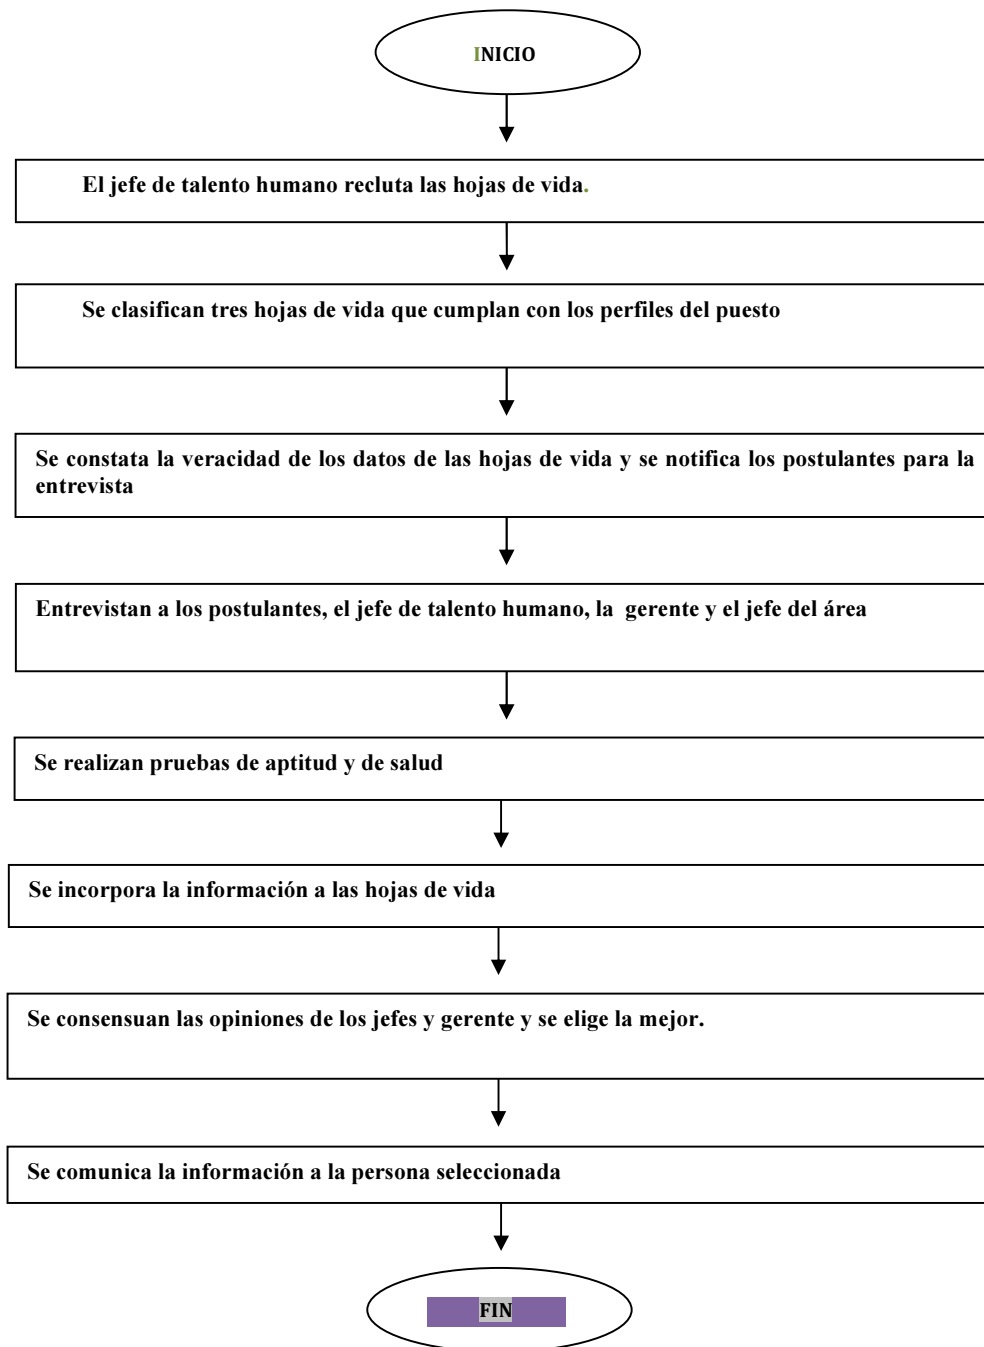 INICIO
El jefe de talento humano recluta las hojas de vida.
Se clasifican tres hojas de vida que cumplan con los perfiles del puesto
Se constata la veracidad de los datos de las hojas de vida y se notifica los postulantes para la
entrevista
Entrevistan a los postulantes, el jefe de talento humano, la gerente y el jefe del área
Se realizan pruebas de aptitud y de salud
Se incorpora la información a las hojas de vida
Se consensuan las opiniones de los jefes y gerente y se elige la mejor.
Se comunica la información a la persona seleccionada
FIN